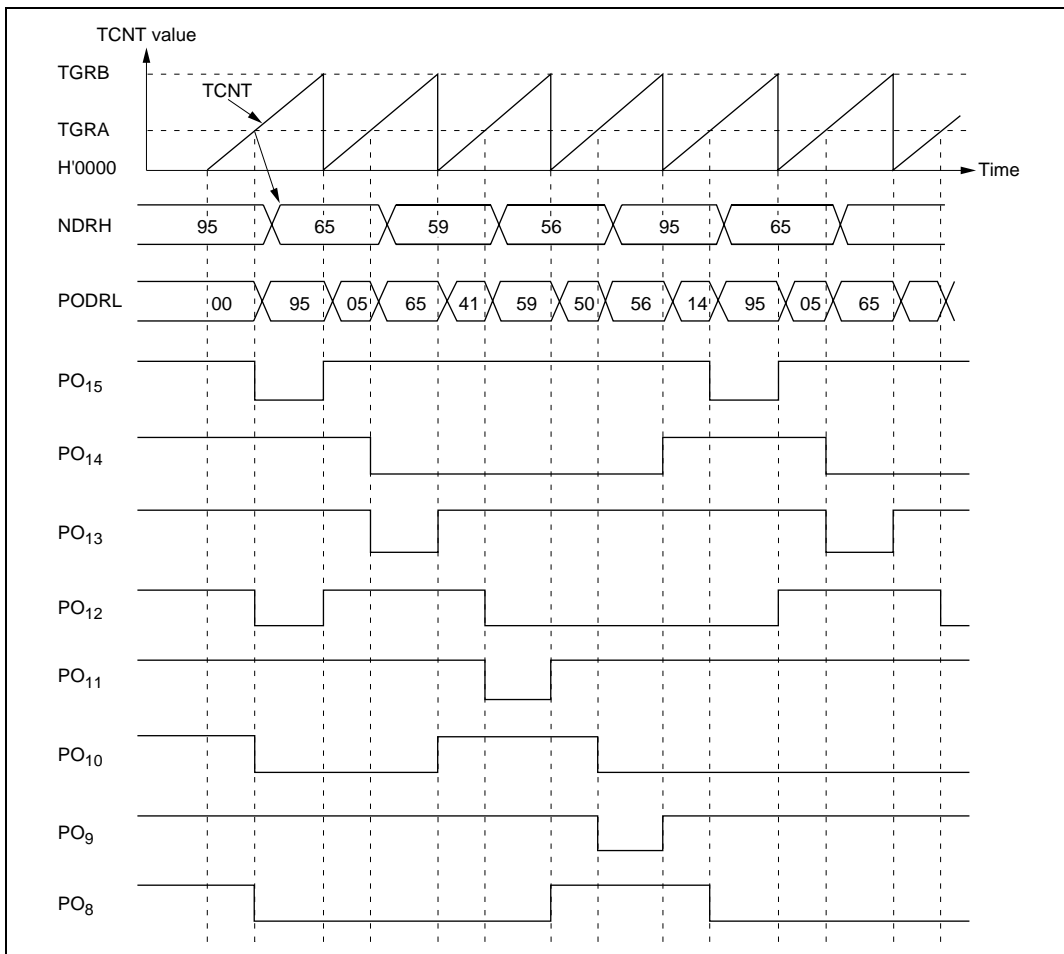 TCNT value
TGRB
TCNT
TGRA
H'0000
Time
NDRH 95 65 59 56 95 65
PODRL 00 95 05 65 41 59 50 56 14 95 05 65
PO15
PO14
PO13
PO12
PO11
PO10
PO9
PO8